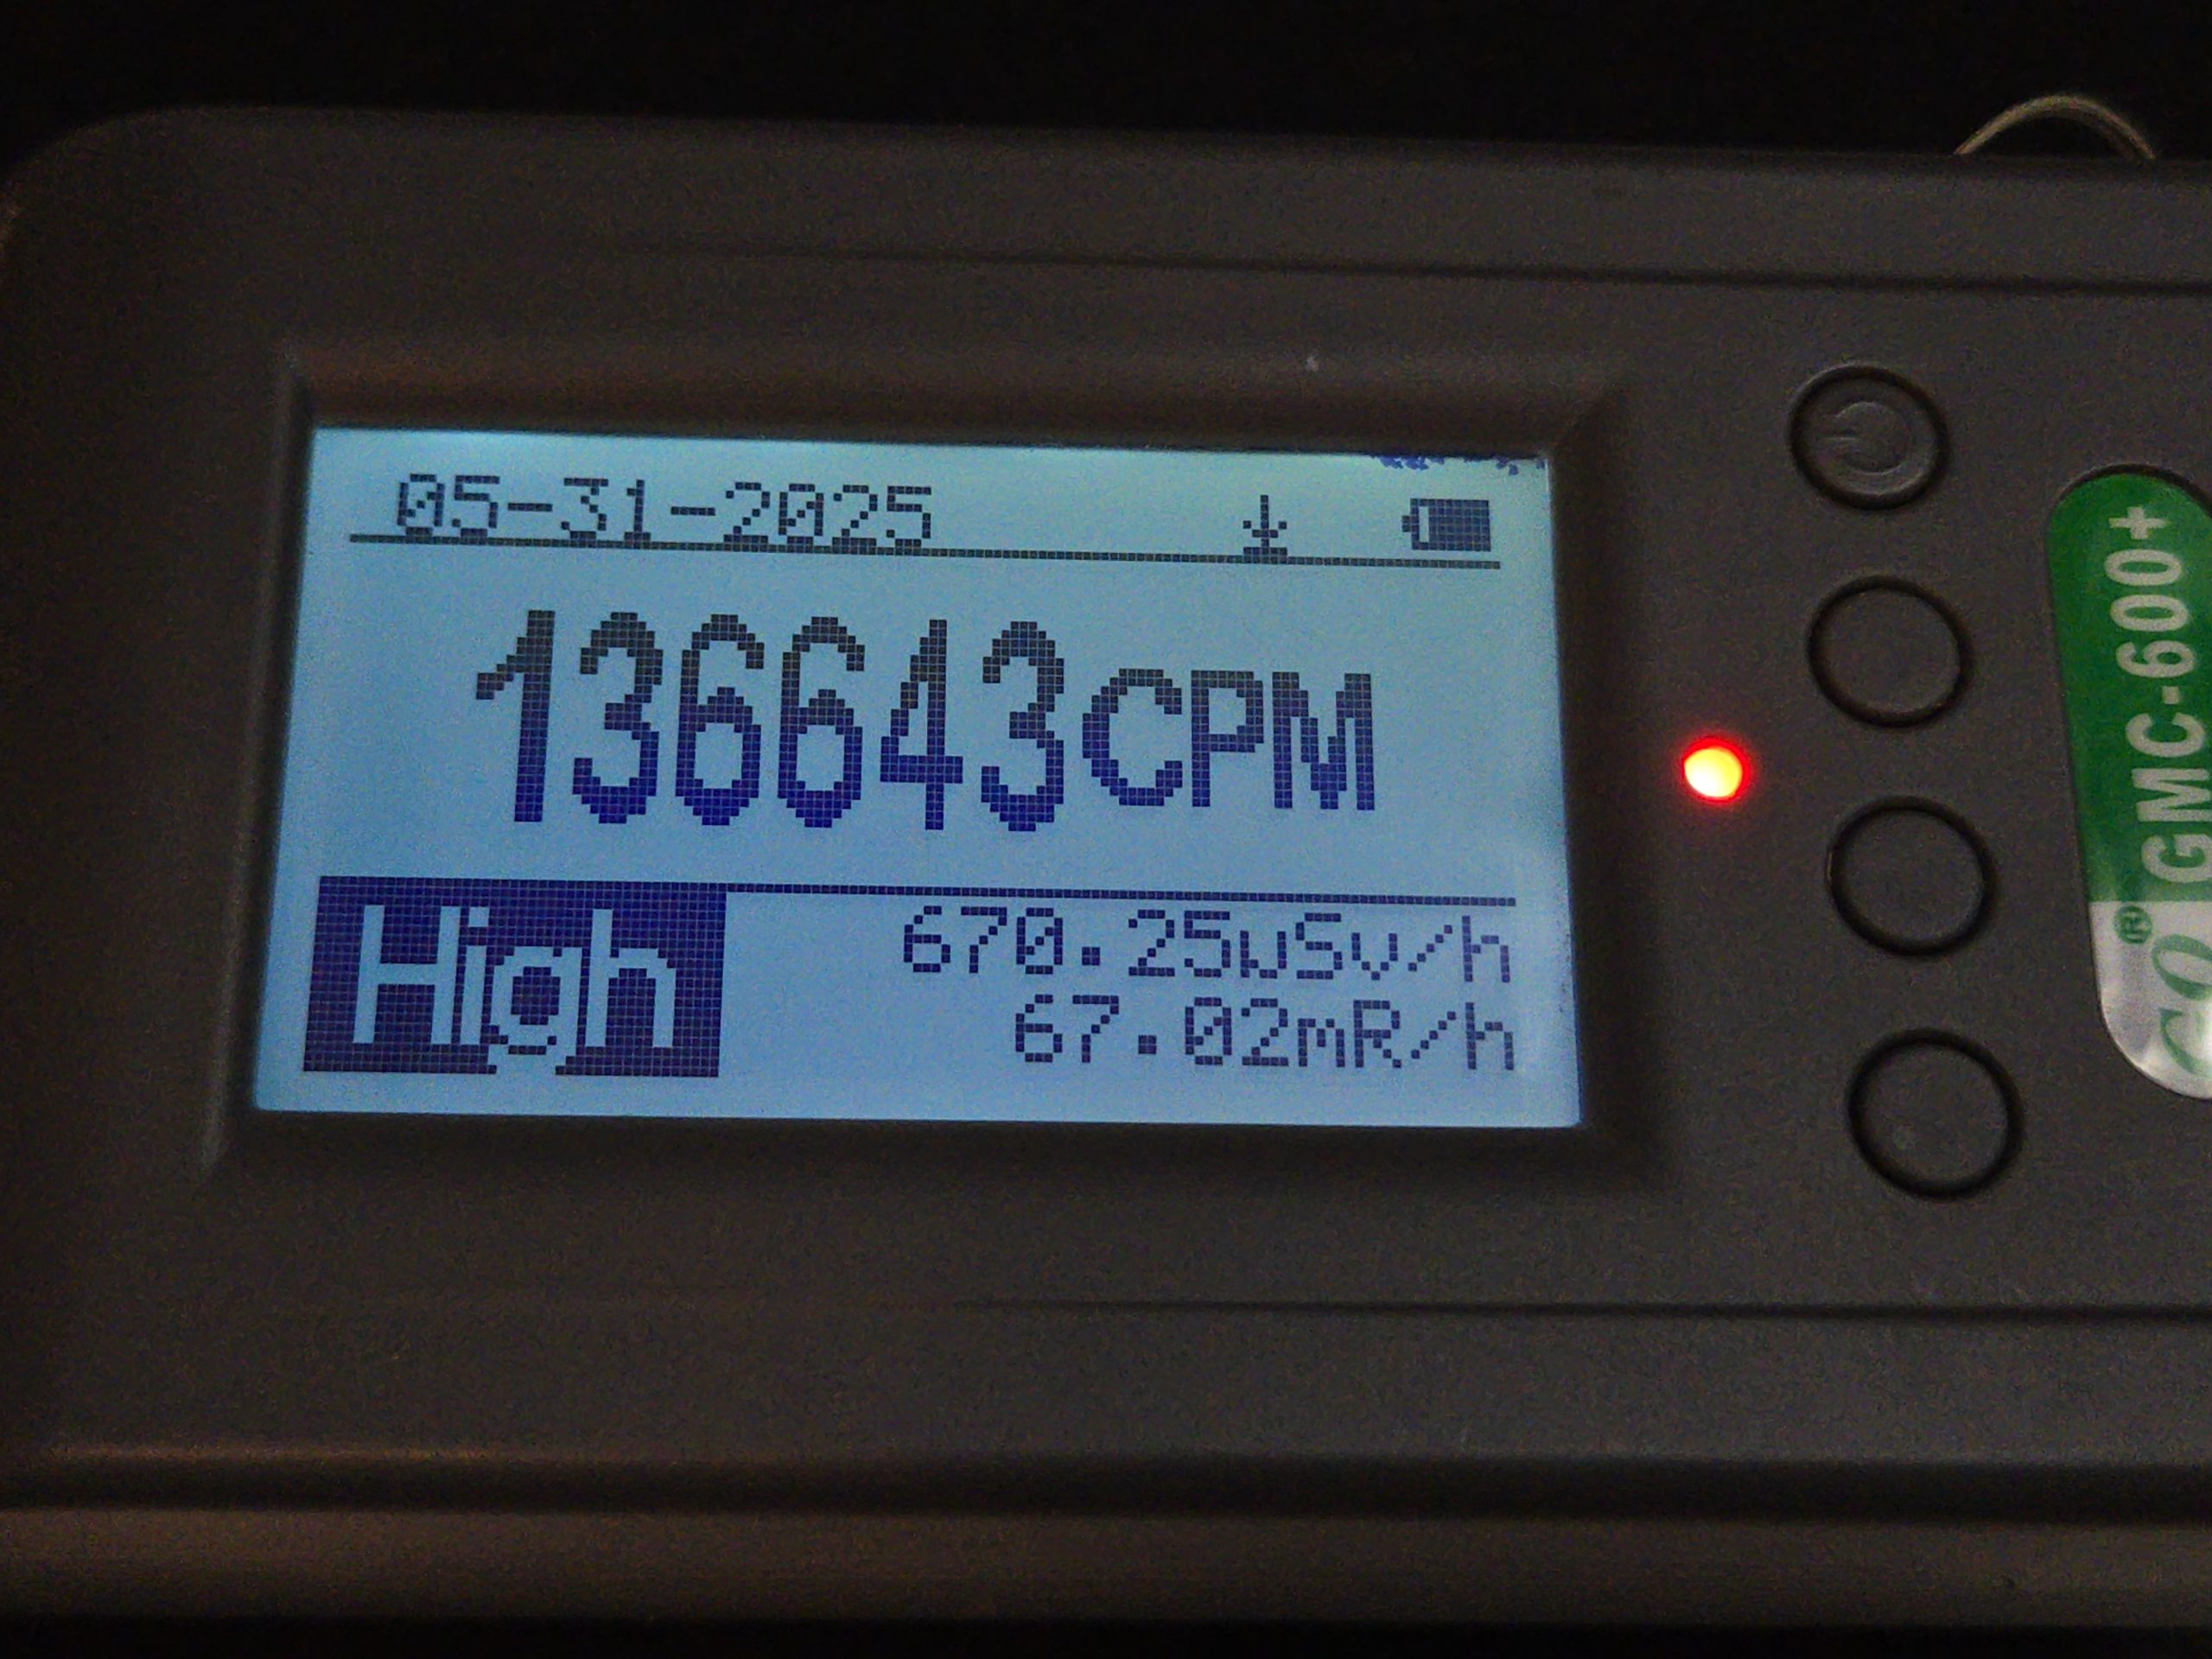 05-31-2025
136643CPM
High
670.25uSv/h
67.02mR/h
GMC-600+
®